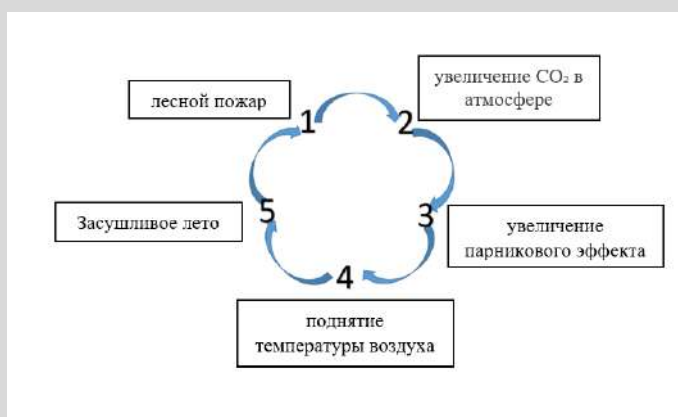 лесной пожар
1
увеличение CO₂ в
атмосфере
2
увеличение
парникового эффекта
3
поднятие
температуры воздуха
4
Засушливое лето
5